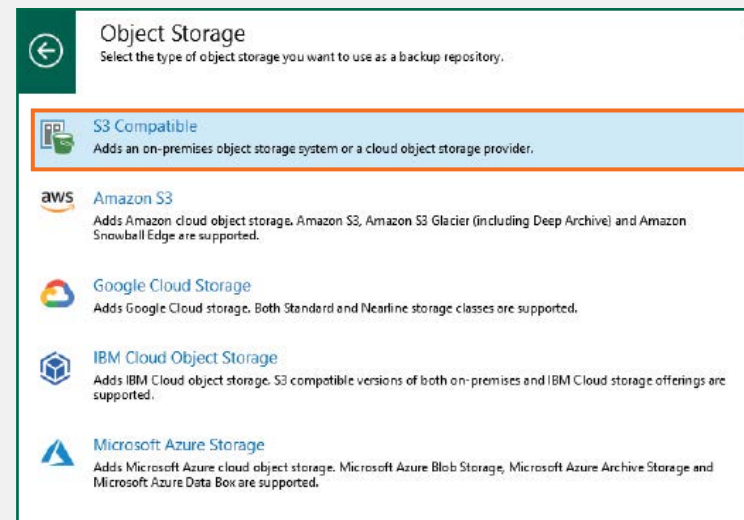 Object Storage
Select the type of object storage you want to use as a backup repository.
S3 Compatible
Adds an on-premises object storage system or a cloud object storage provider.
aws
Amazon S3
Adds Amazon cloud object storage. Amazon S3, Amazon S3 Glacier (including Deep Archive) and Amazon
Snowball Edge are supported.
Google Cloud Storage
Adds Google Cloud storage. Both Standard and Nearline storage classes are supported.
IBM Cloud Object Storage
Adds IBM Cloud object storage. S3 compatible versions of both on-premises and IBM Cloud storage offerings are
supported.
Microsoft Azure Storage
Adds Microsoft Azure cloud object storage. Microsoft Azure Blob Storage, Microsoft Azure Archive Storage and
Microsoft Azure Data Box are supported.